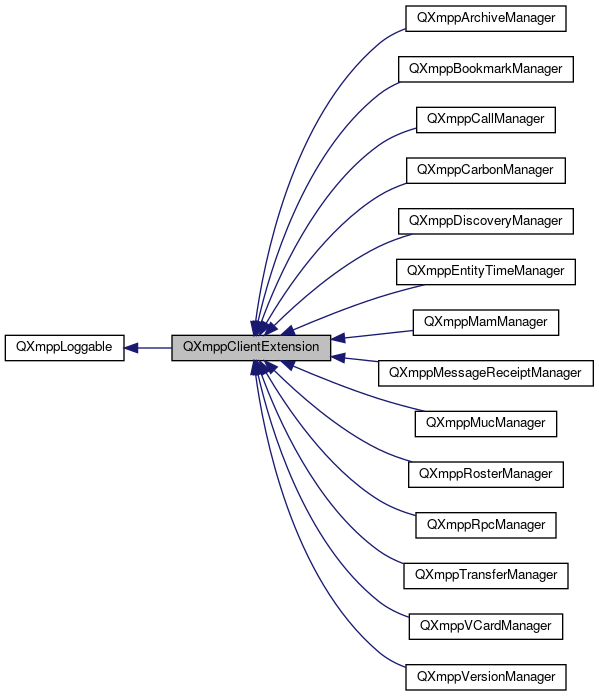 QXmppArchiveManager
QXmppBookmarkManager
QXmppCallManager
QXmppCarbonManager
QXmppDiscoveryManager
QXmppEntityTimeManager
QXmppMamManager
QXmppLoggable
QXmppClientExtension
QXmppMessageReceiptManager
QXmppMucManager
QXmppRosterManager
QXmppRpcManager
QXmppTransferManager
QXmppVCardManager
QXmppVersionManager